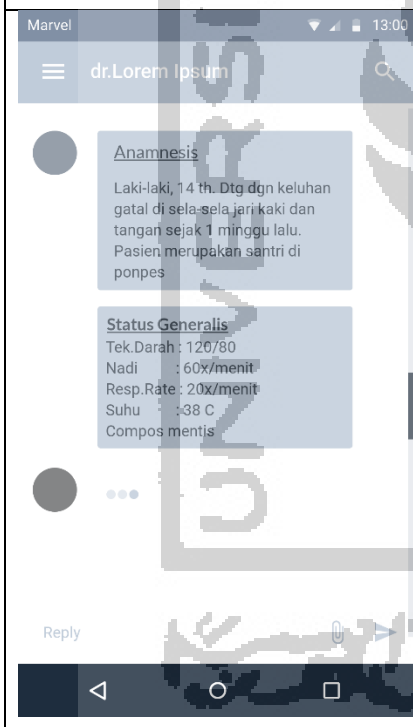 Marvel 13:00
dr.Lorem Ipsum
Anamnesis
Laki-laki, 14 th. Dtg dgn keluhan
gatal di sela-sela jari kaki dan
tangan sejak 1 minggu lalu.
Pasien merupakan santri di
ponpes
Status Generalis
Tek.Darah : 120/80
Nadi : 60x/menit
Resp.Rate : 20x/menit
Suhu :38 C
Compos mentis
Reply
UNIVERSI